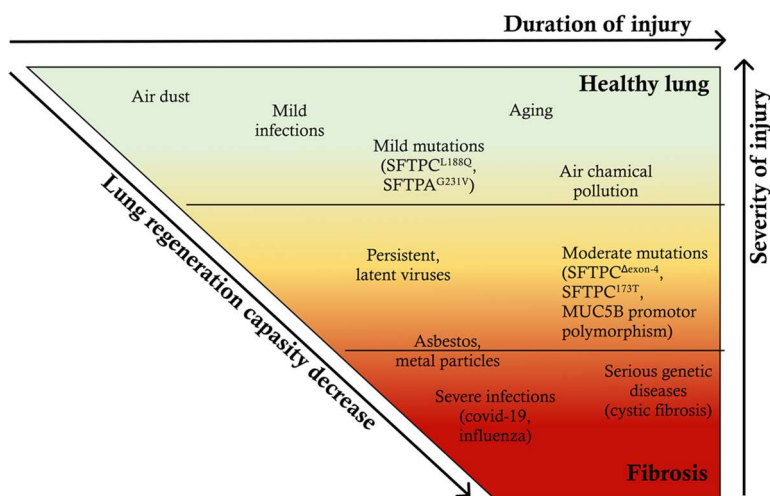 Duration of injury
Healthy lung
Air dust
Mild
infections
Aging
Mild mutations
(SFTPC^L188Q,
SFTPA^G231V)
Air chamical
pollution
Severity of injury
Lung regeneration capasity decrease
Persistent,
latent viruses
Moderate mutations
(SFTPC^Δexon-4,
SFTPC^173T,
MUC5B promotor
polymorphism)
Asbestos,
metal particles
Severe infections
(covid-19,
influenza)
Serious genetic
diseases
(cystic fibrosis)
Fibrosis